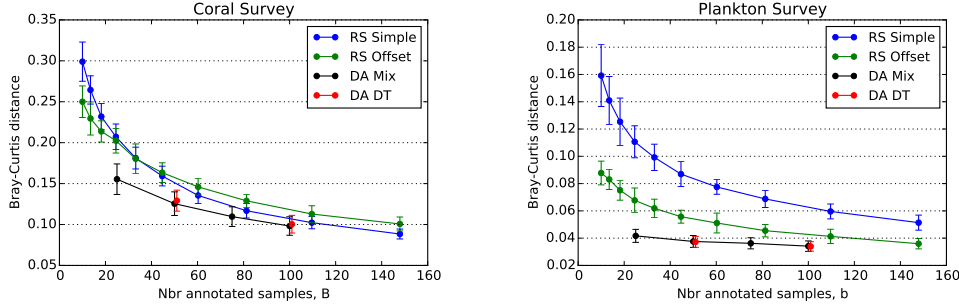 Coral Survey
Bray-Curtis distance
0.35
0.30
0.25
0.20
0.15
0.10
0.05
0 20 40 60 80 100 120 140 160
Nbr annotated samples, B
RS Simple
RS Offset
DA Mix
DA DT
Plankton Survey
Bray-Curtis distance
0.20
0.18
0.16
0.14
0.12
0.10
0.08
0.06
0.04
0.02
0 20 40 60 80 100 120 140 160
Nbr annotated samples, b
RS Simple
RS Offset
DA Mix
DA DT